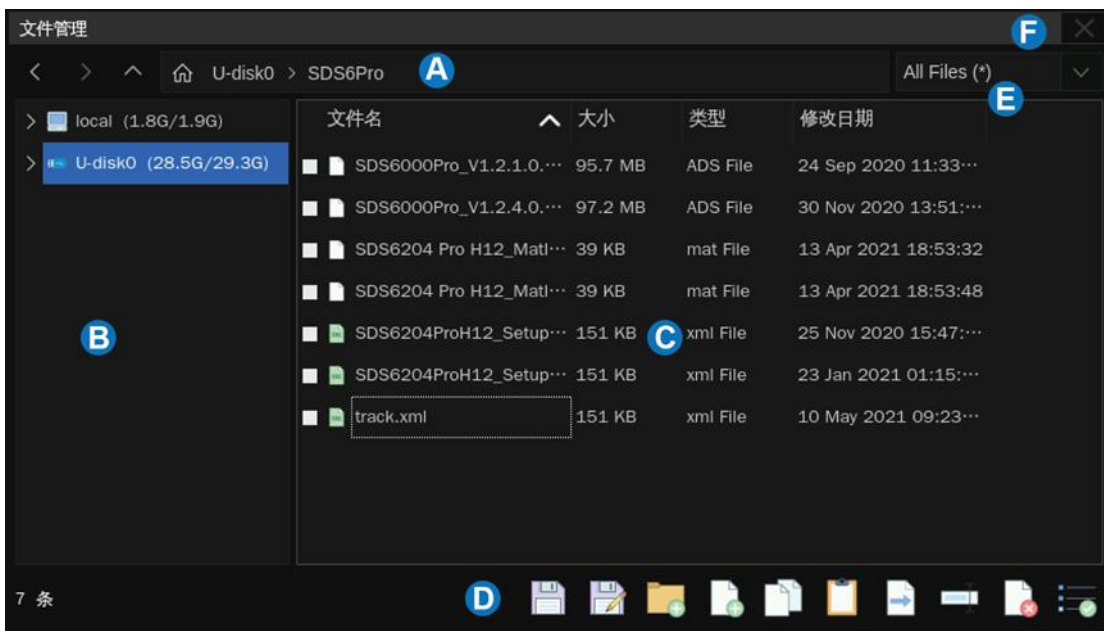 文件管理
F
U-disk0 > SDS6Pro
A
All Files (*)
E
local (1.8G/1.9G)
U-disk0 (28.5G/29.3G)
B
文件名 大小 类型 修改日期
SDS6000Pro_V1.2.1.0.… 95.7 MB ADS File 24 Sep 2020 11:33…
SDS6000Pro_V1.2.4.0.… 97.2 MB ADS File 30 Nov 2020 13:51:…
SDS6204 Pro H12_Matl… 39 KB mat File 13 Apr 2021 18:53:32
SDS6204 Pro H12_Matl… 39 KB mat File 13 Apr 2021 18:53:48
SDS6204ProH12_Setup… 151 KB C xml File 25 Nov 2020 15:47:…
SDS6204ProH12_Setup… 151 KB xml File 23 Jan 2021 01:15:…
track.xml 151 KB xml File 10 May 2021 09:23…
7 条
D